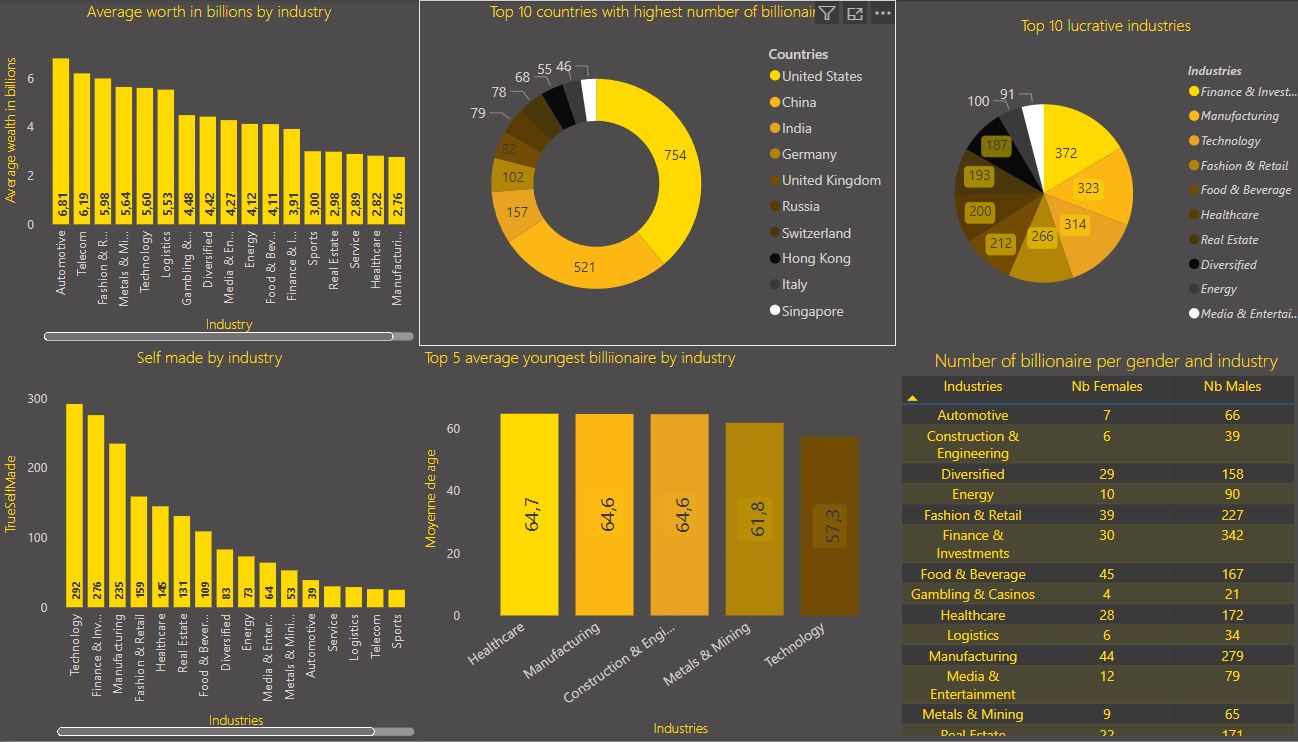 Average worth in billions by industry
Average wealth in billions
6
4
2
0
6,81
6,19
5,98
5,64
5,60
5,53
4,48
4,42
4,27
4,12
4,11
3,91
3,00
2,98
2,89
2,82
2,76
Automotive
Telecom
Fashion & R...
Metals & Mi...
Technology
Logistics
Gambling &...
Diversified
Media & En...
Energy
Food & Bev...
Finance & I...
Sports
Real Estate
Service
Healthcare
Manufacturi...
Industry
Top 10 countries with highest number of billionair
754
521
157
102
82
79
78
68
55
46
Countries
United States
China
India
Germany
United Kingdom
Russia
Switzerland
Hong Kong
Italy
Singapore
Top 10 lucrative industries
372
323
314
266
212
200
193
187
100
91
Industries
Finance & Invest...
Manufacturing
Technology
Fashion & Retail
Food & Beverage
Healthcare
Real Estate
Diversified
Energy
Media & Entertai...
Self made by industry
TrueSelfMade
300
200
100
0
292
276
235
159
145
131
109
83
73
64
53
39
Technology
Finance & Inv...
Manufacturing
Fashion & Retail
Healthcare
Real Estate
Food & Bever...
Diversified
Energy
Media & Enter...
Metals & Mini...
Automotive
Service
Logistics
Telecom
Sports
Industries
Top 5 average youngest billiionaire by industry
Moyenne de age
60
40
20
0
64,7
64,6
64,6
61,8
57,3
Healthcare
Manufacturing
Construction & Engi...
Metals & Mining
Technology
Industries
Number of billionaire per gender and industry
Industries Nb Females Nb Males
Automotive 7 66
Construction &
Engineering 6 39
Diversified 29 158
Energy 10 90
Fashion & Retail 39 227
Finance &
Investments 30 342
Food & Beverage 45 167
Gambling & Casinos 4 21
Healthcare 28 172
Logistics 6 34
Manufacturing 44 279
Media &
Entertainment 12 79
Metals & Mining 9 65
Real Estate 22 171